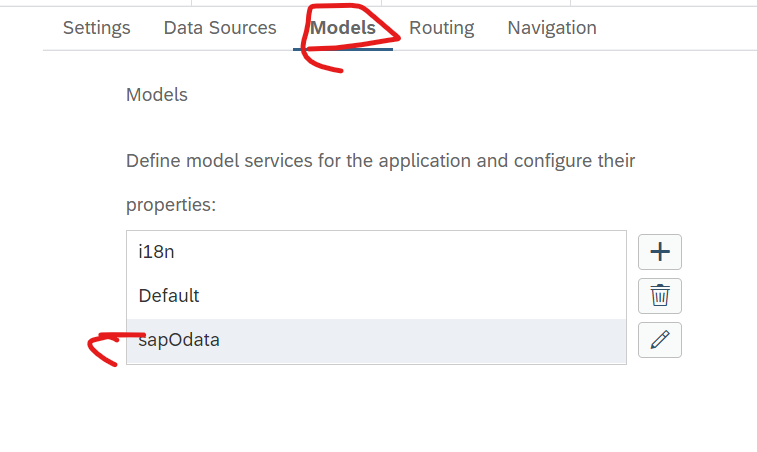 Settings Data Sources Models Routing Navigation
Models
Define model services for the application and configure their
properties:
i18n
Default
sapOdata